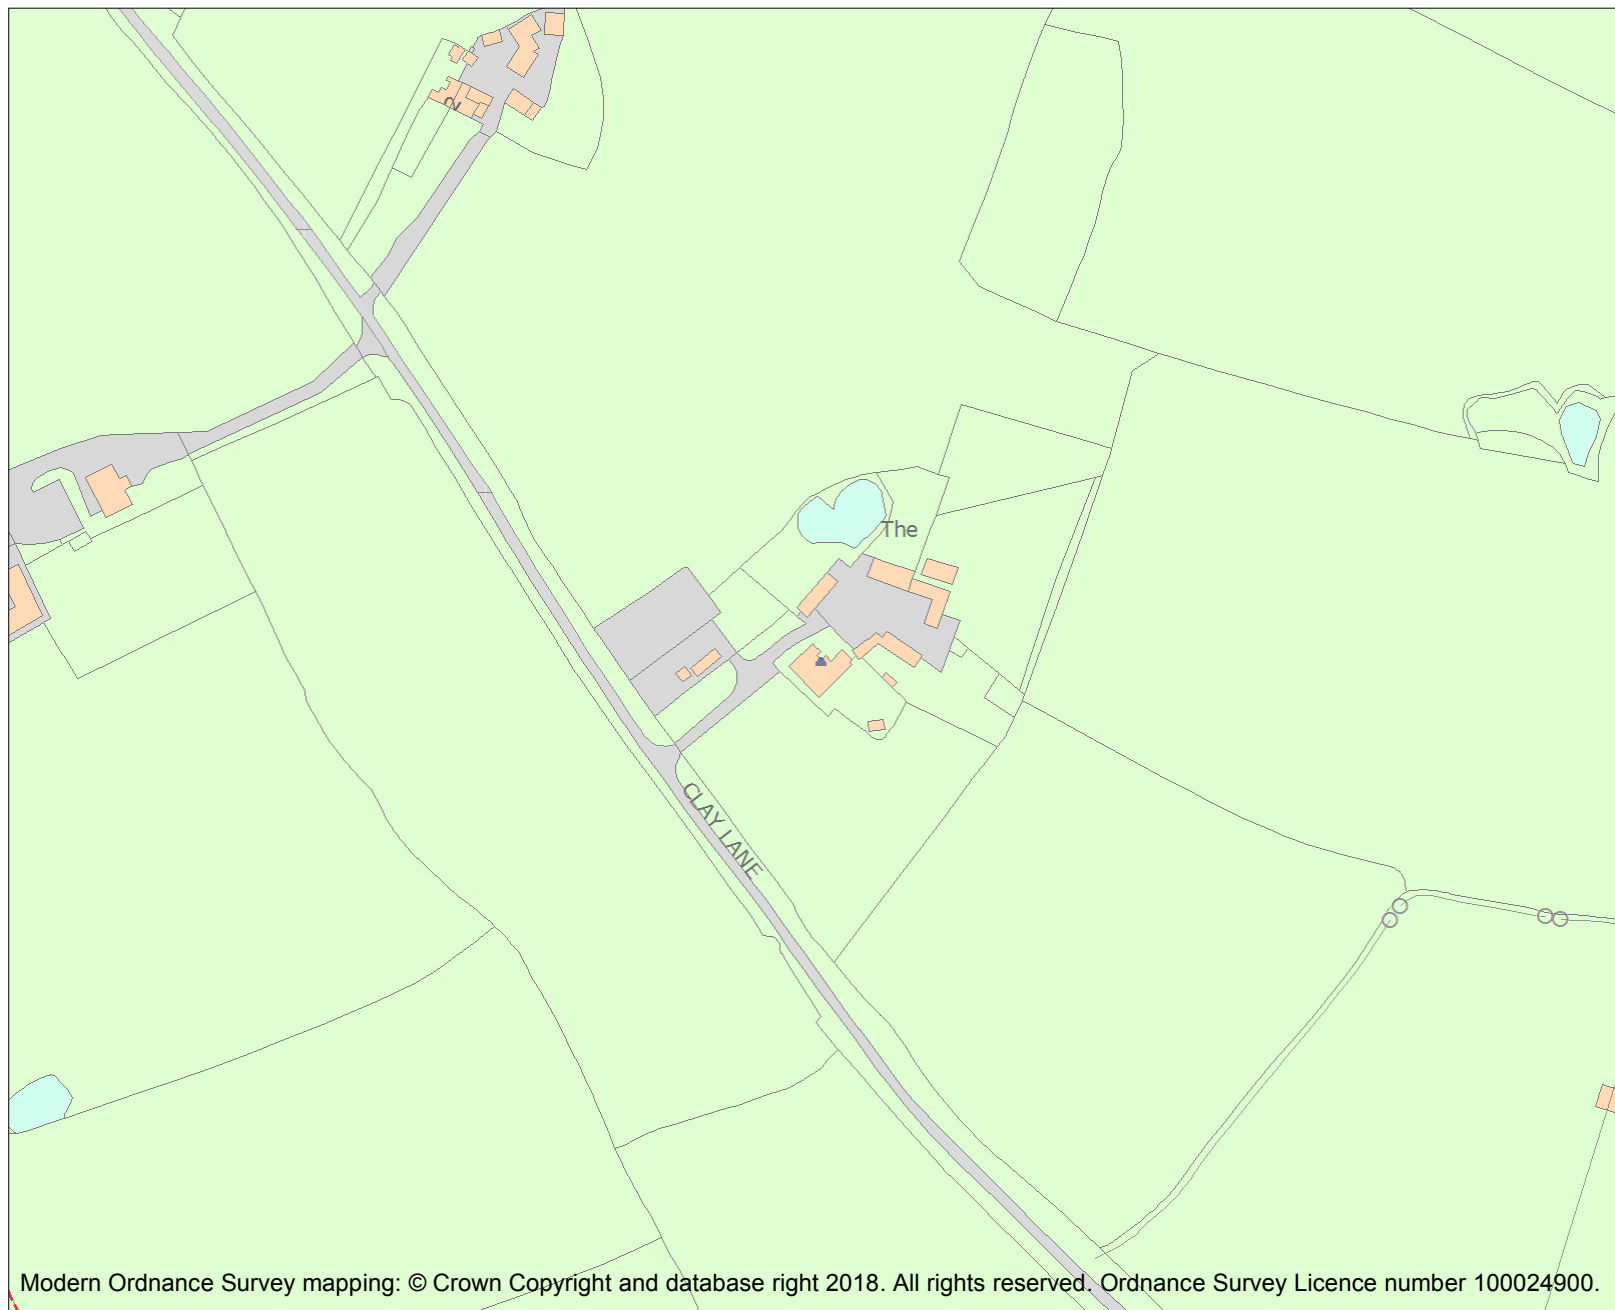 2
The
CLAY LANE
Modern Ordnance Survey mapping: © Crown Copyright and database right 2018. All rights reserved. Ordnance Survey Licence number 100024900.